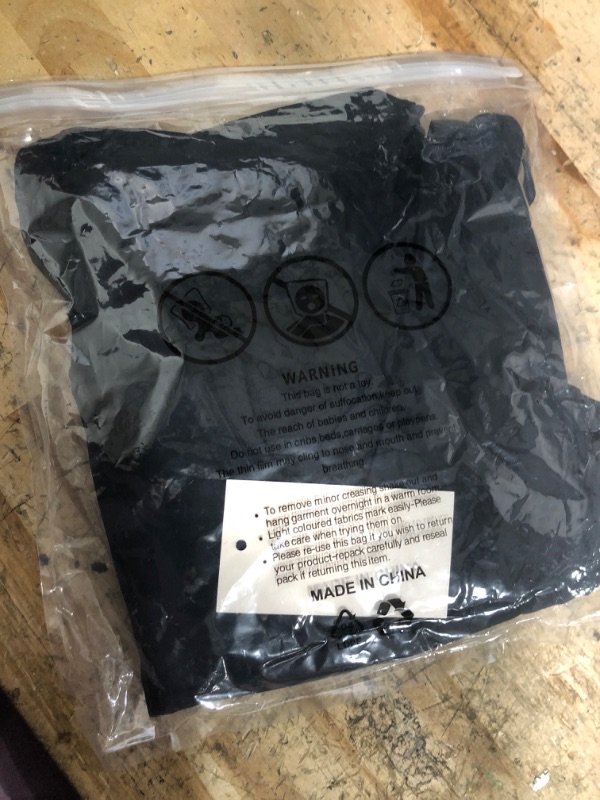 WARNING
This bag is not a toy.
To avoid danger of suffocation,keep out
The reach of babies and children.
Do not use in cribs,beds,carriages or play pens
The thin film may cling to nose and mouth and prevent
breathing
• To remove minor creasing shake out and
hang garment overnight in a warm room
• Light coloured fabrics mark easily-Please
take care when trying them on
• Please re-use this bag if you wish to return
your product-repack carefully and reseal
pack if returning this item.
MADE IN CHINA